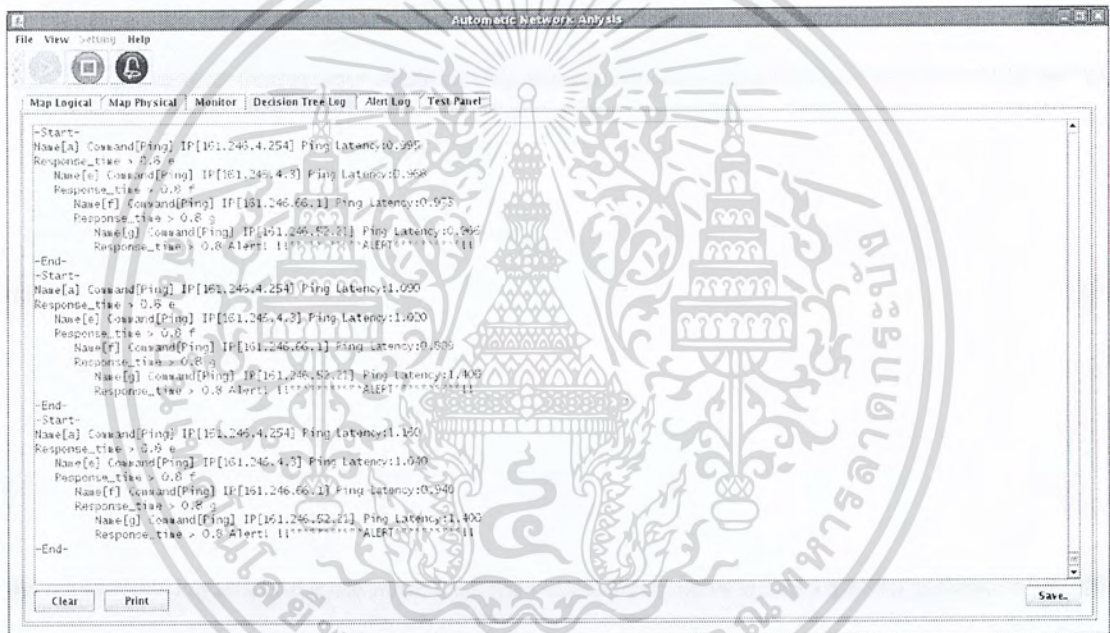 Automatic Network Anlysis
File View Setting Help
Map Logical Map Physical Monitor Decision Tree Log Alert Log Test Panel
-Start-
Name[a] Command[Ping] IP[161.246.4.254] Ping Latency:0.995
Response_time > 0.8 e
Name[e] Command[Ping] IP[161.246.4.3] Ping Latency:0.968
Response_time > 0.8 f
Name[f] Command[Ping] IP[161.246.66.1] Ping Latency:0.973
Response_time > 0.8 g
Name[g] Command[Ping] IP[161.246.52.21] Ping Latency:0.966
Response_time > 0.8 Alert! !!**********ALERT**********!!
-End-
-Start-
Name[a] Command[Ping] IP[161.246.4.254] Ping Latency:1.090
Response_time > 0.8 e
Name[e] Command[Ping] IP[161.246.4.3] Ping Latency:1.020
Response_time > 0.8 f
Name[f] Command[Ping] IP[161.246.66.1] Ping Latency:
Response_time > 0.8 g
Name[g] Command[Ping] IP[161.246.52.21] Ping Latency:1.400
Response_time > 0.8 Alert! !!**********ALERT**********!!
-End-
-Start-
Name[a] Command[Ping] IP[161.246.4.254] Ping Latency:1.160
Response_time > 0.8 e
Name[e] Command[Ping] IP[161.246.4.3] Ping Latency:1.040
Response_time > 0.8 f
Name[f] Command[Ping] IP[161.246.66.1] Ping Latency:0.940
Response_time > 0.8 g
Name[g] Command[Ping] IP[161.246.52.21] Ping Latency:1.400
Response_time > 0.8 Alert! !!**********ALERT**********!!
-End-
Clear Print Save..